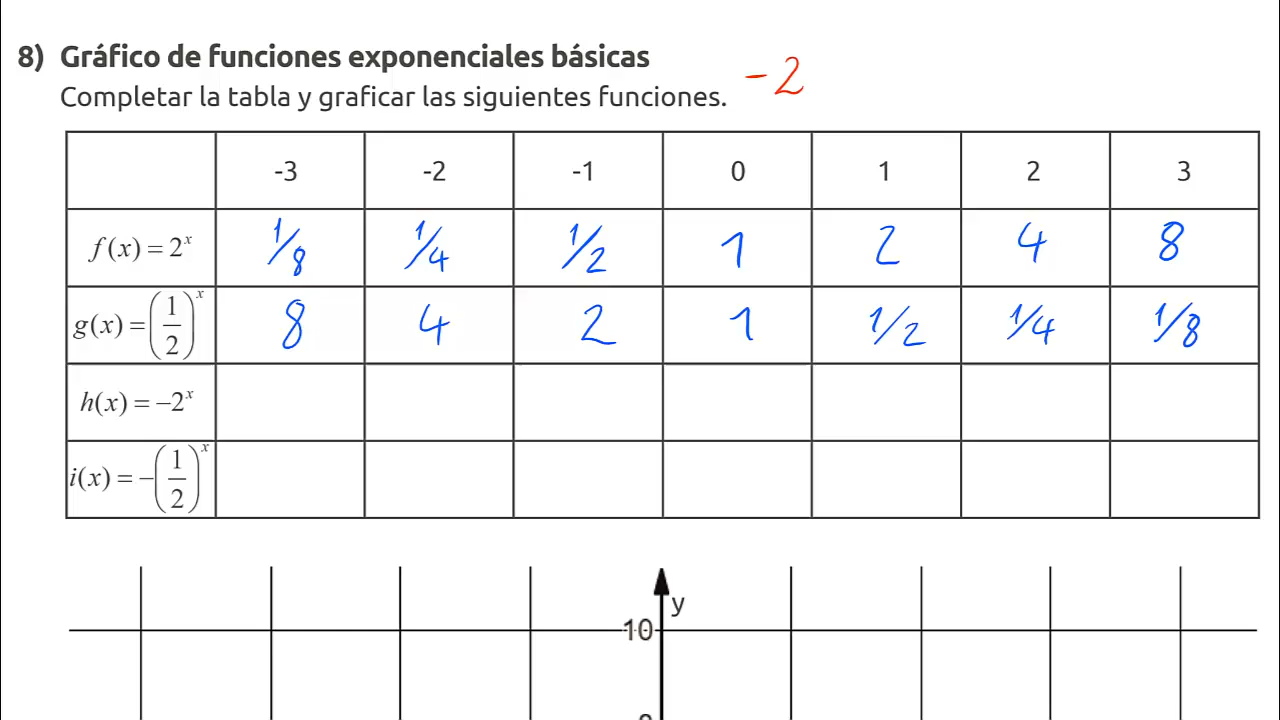 8) Gráfico de funciones exponenciales básicas
-2
Completar la tabla y graficar las siguientes funciones.
-3 -2 -1 0 1 2 3
f(x) = 2^x 1/8 1/4 1/2 1 2 4 8
g(x) = (1/2)^x 8 4 2 1 1/2 1/4 1/8
h(x) = −2^x
i(x) = −(1/2)^x
y
10